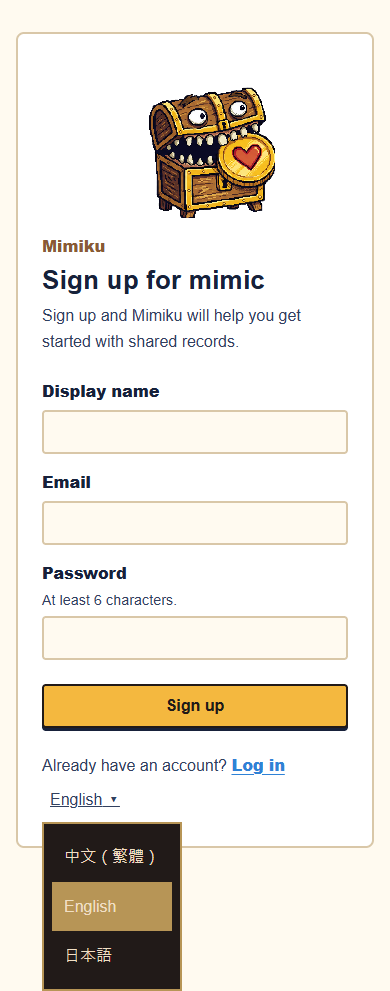 Mimiku
Sign up for mimic
Sign up and Mimiku will help you get
started with shared records.
Display name
Email
Password
At least 6 characters.
Sign up
Already have an account? Log in
English ▼
中文（繁體）
English
日本語